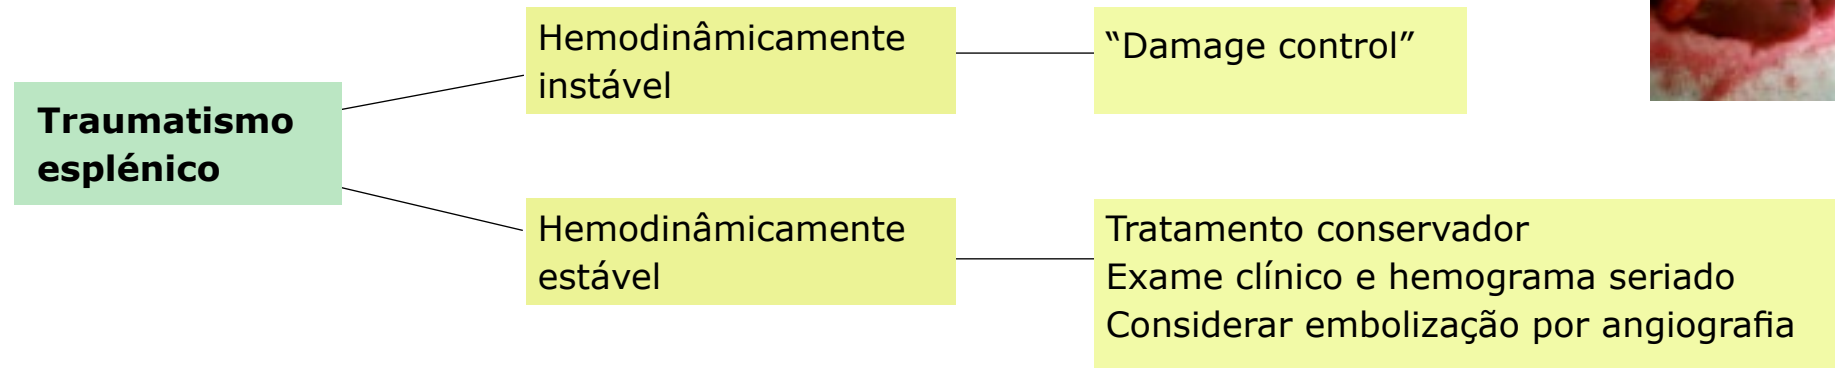 Traumatismo
esplénico
Hemodinâmicamente
instável
“Damage control”
Hemodinâmicamente
estável
Tratamento conservador
Exame clínico e hemograma seriado
Considerar embolização por angiografia